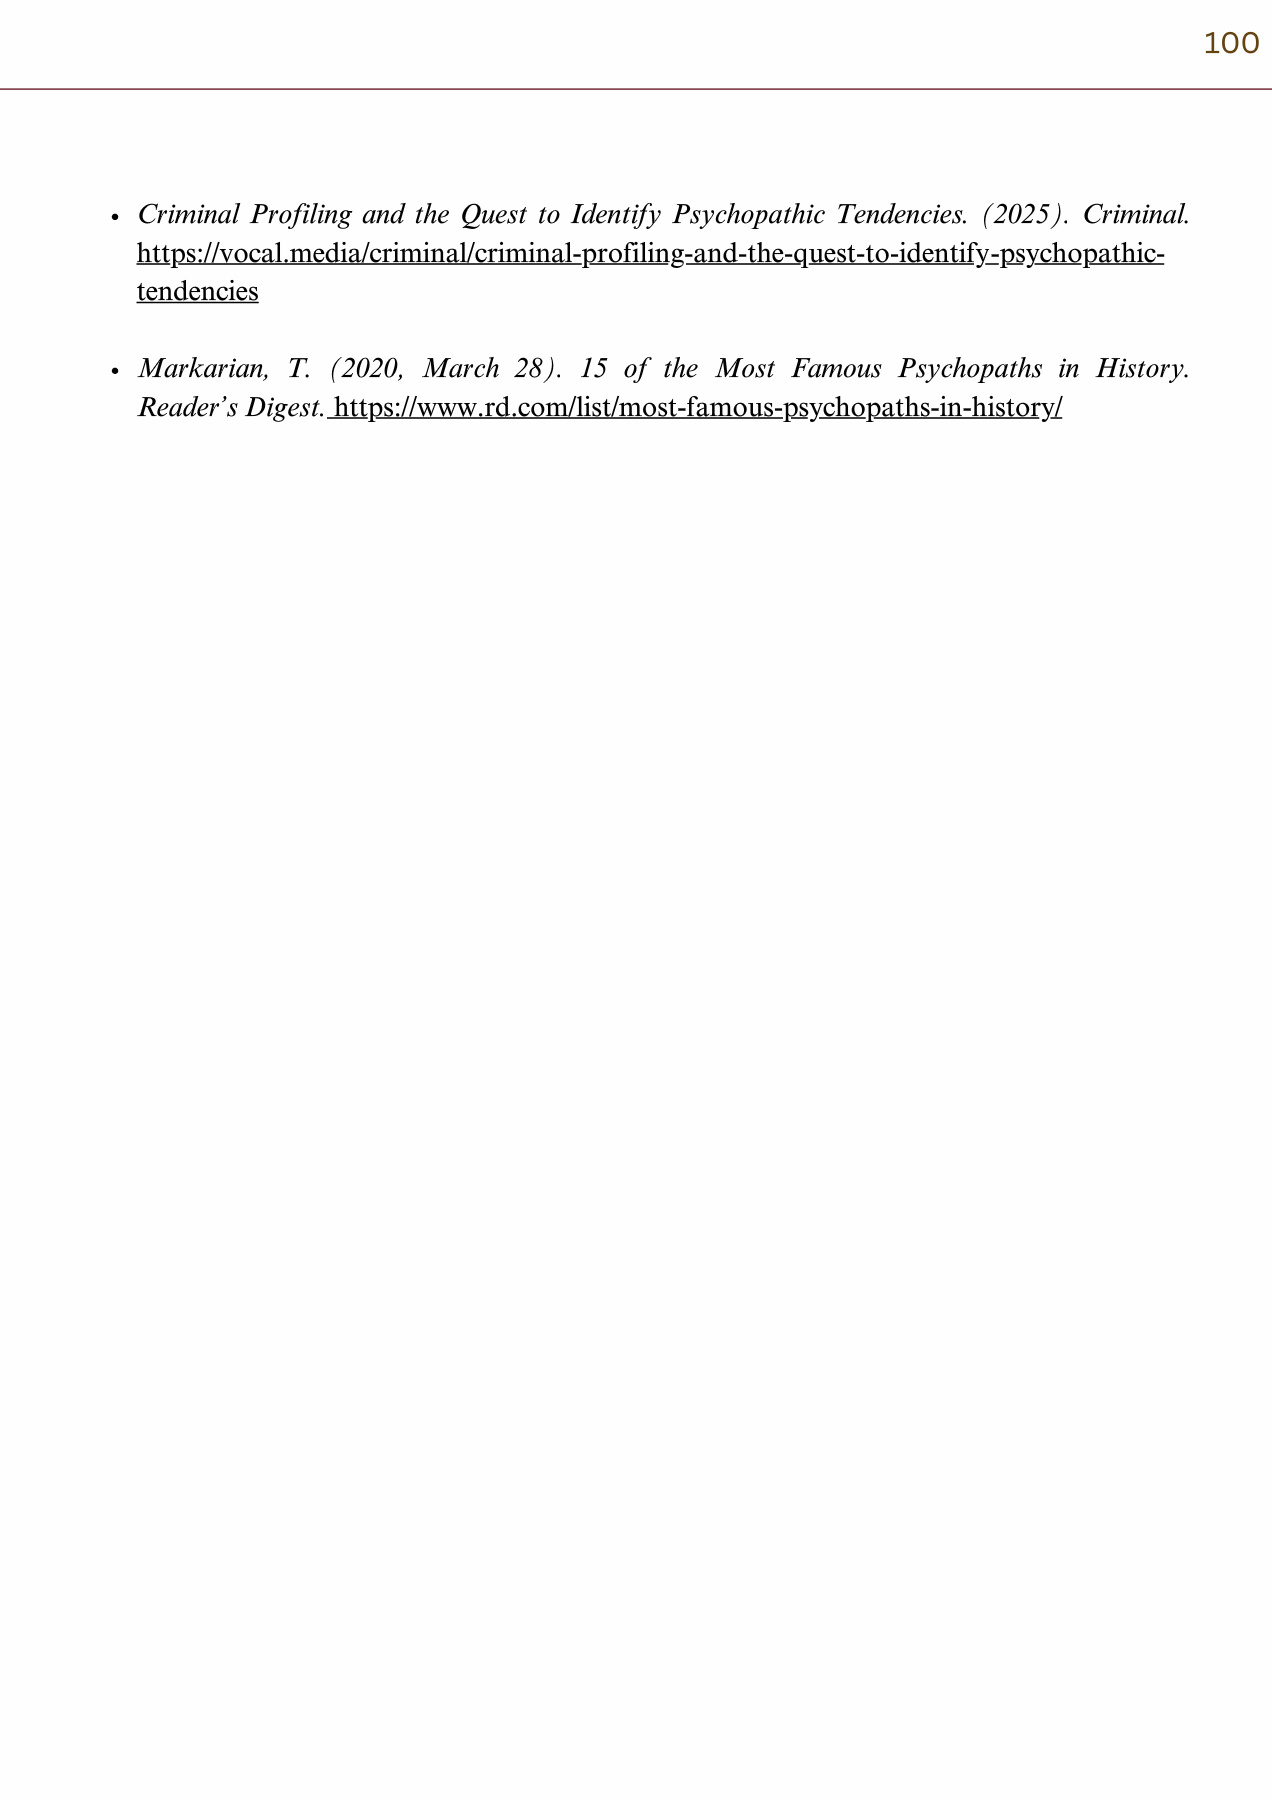 100
• Criminal Profiling and the Quest to Identify Psychopathic Tendencies. (2025). Criminal.
https://vocal.media/criminal/criminal-profiling-and-the-quest-to-identify-psychopathic-
tendencies
• Markarian, T. (2020, March 28). 15 of the Most Famous Psychopaths in History.
Reader’s Digest. https://www.rd.com/list/most-famous-psychopaths-in-history/